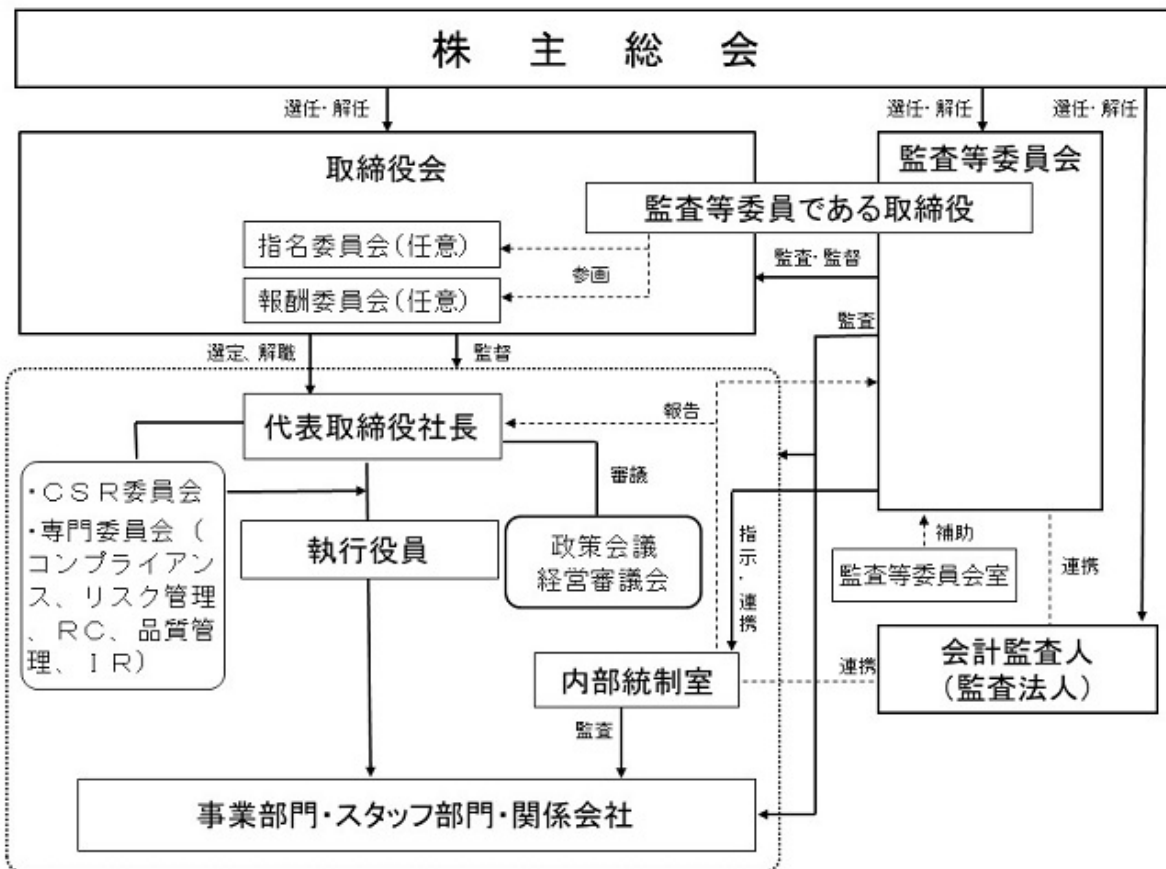 株主総会
選任・解任
選任・解任
選任・解任
取締役会
監査等委員会
監査等委員である取締役
指名委員会(任意)
参画
報酬委員会(任意)
監査・監督
監査
選定、解職
監督
報告
代表取締役社長
審議
・CSR委員会
・専門委員会(
コンプライアン
ス、リスク管理
、RC、品質管
理、IR)
執行役員
政策会議
経営審議会
指示・連携
補助
監査等委員会室
連携
会計監査人
(監査法人)
内部統制室
連携
監査
事業部門・スタッフ部門・関係会社